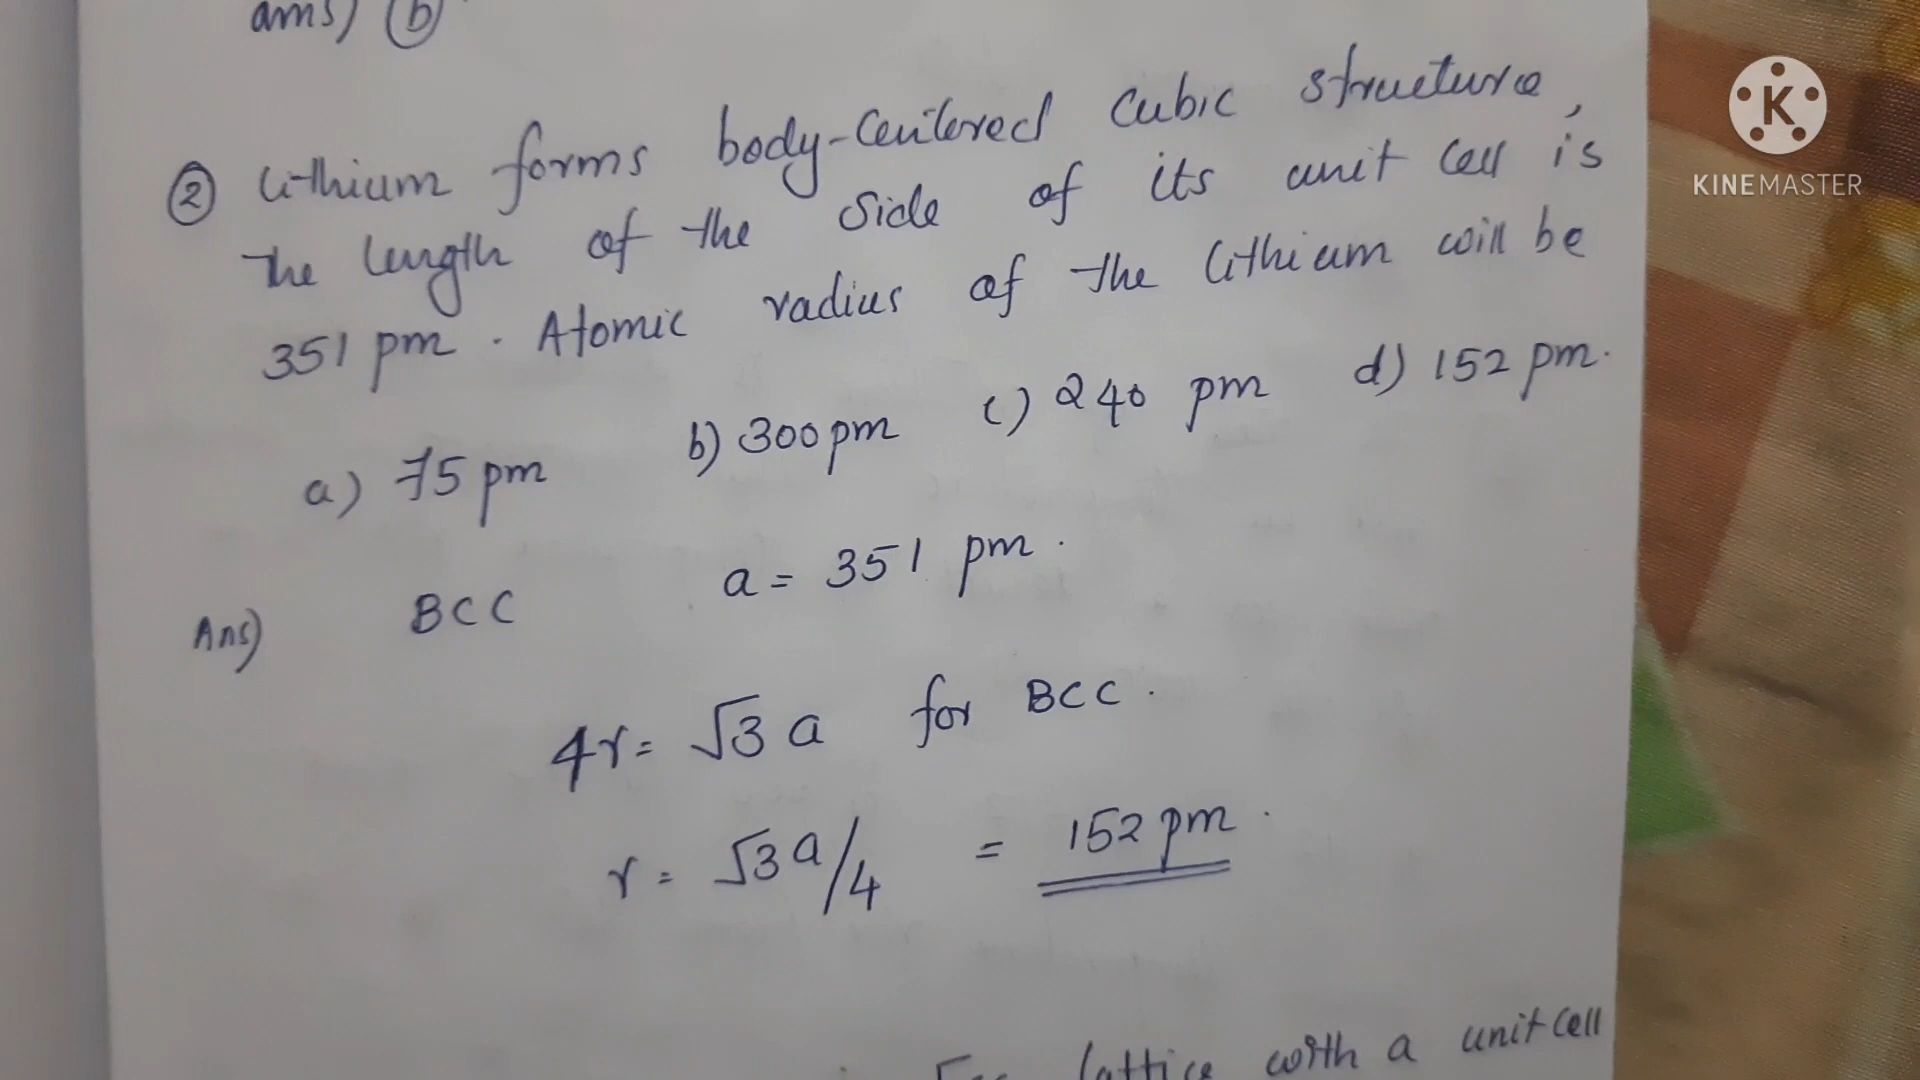 ans) (b)
② Lithium forms body-Centered Cubic structure,
the length of the side of its unit cell is
351 pm. Atomic radius of the lithium will be
a) 75 pm b) 300pm c) 240 pm d) 152 pm.
Ans) BCC a = 351 pm.
4r = √3 a for BCC.
r = √3 a/4 = 152 pm.
lattice with a unit cell
K
KINEMASTER